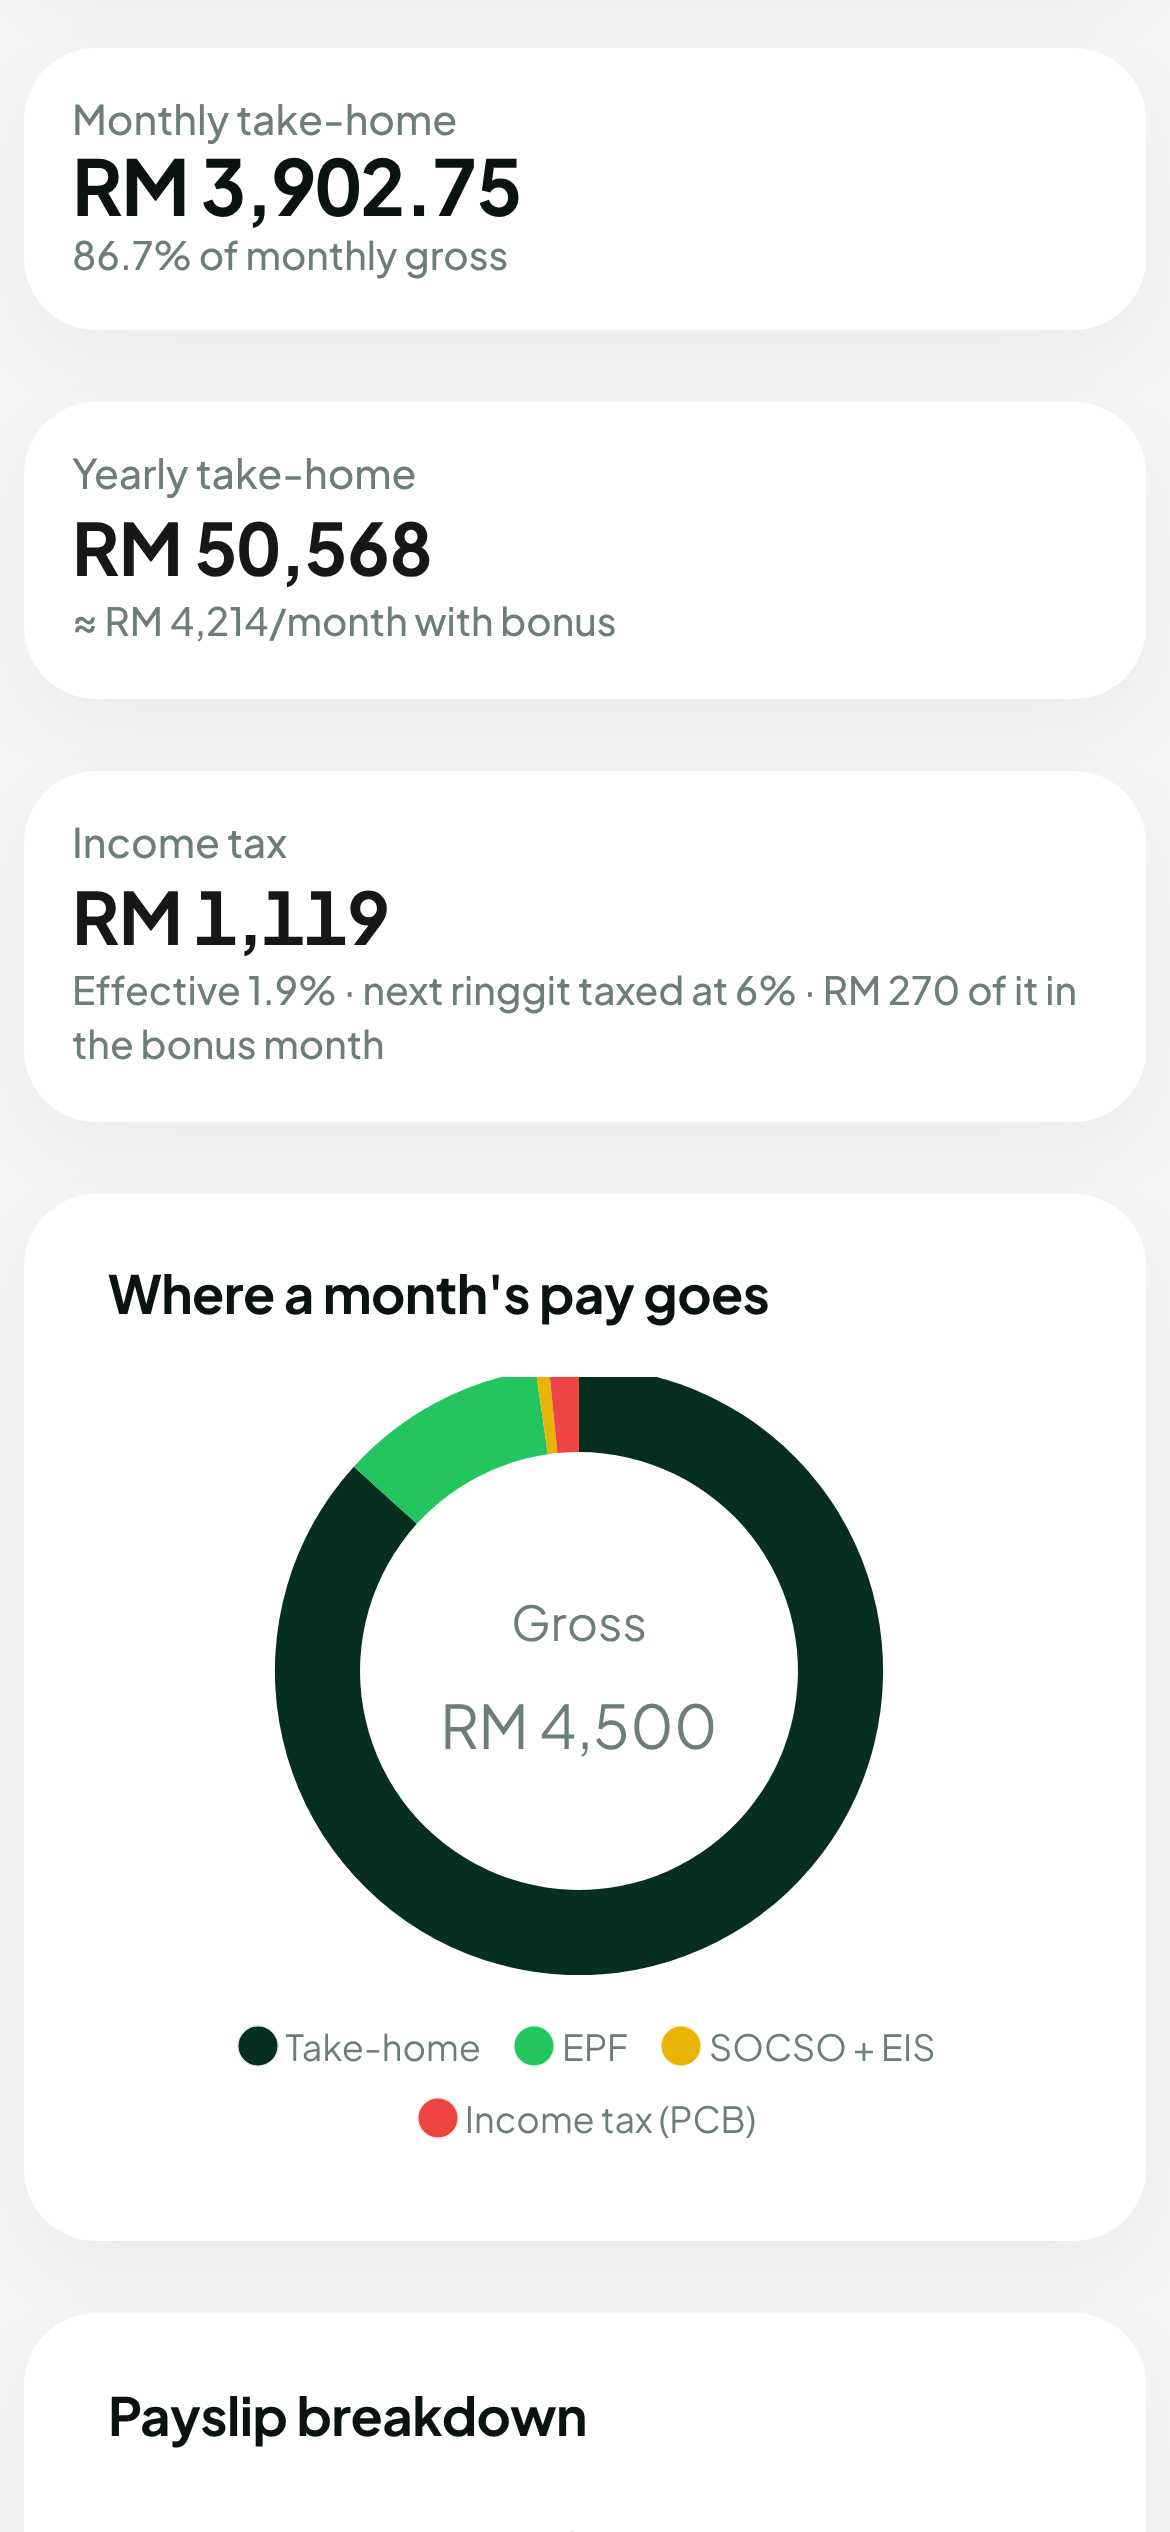 Monthly take-home
RM 3,902.75
86.7% of monthly gross
Yearly take-home
RM 50,568
≈ RM 4,214/month with bonus
Income tax
RM 1,119
Effective 1.9% · next ringgit taxed at 6% · RM 270 of it in
the bonus month
Where a month's pay goes
Gross
RM 4,500
Take-home EPF SOCSO + EIS
Income tax (PCB)
Payslip breakdown